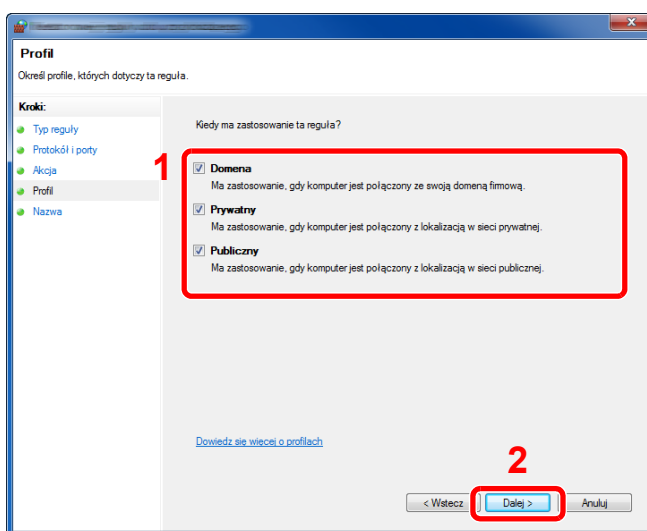 Profil
Określ profile, których dotyczy ta reguła.
Kroki:
Typ reguły
Protokół i porty
Akcja
Profil
Nazwa
Kiedy ma zastosowanie ta reguła?
1
Domena
Ma zastosowanie, gdy komputer jest połączony ze swoją domeną firmową.
Prywatny
Ma zastosowanie, gdy komputer jest połączony z lokalizacją w sieci prywatnej.
Publiczny
Ma zastosowanie, gdy komputer jest połączony z lokalizacją w sieci publicznej.
Dowiedz się więcej o profilach
2
< Wstecz
Dalej >
Anuluj